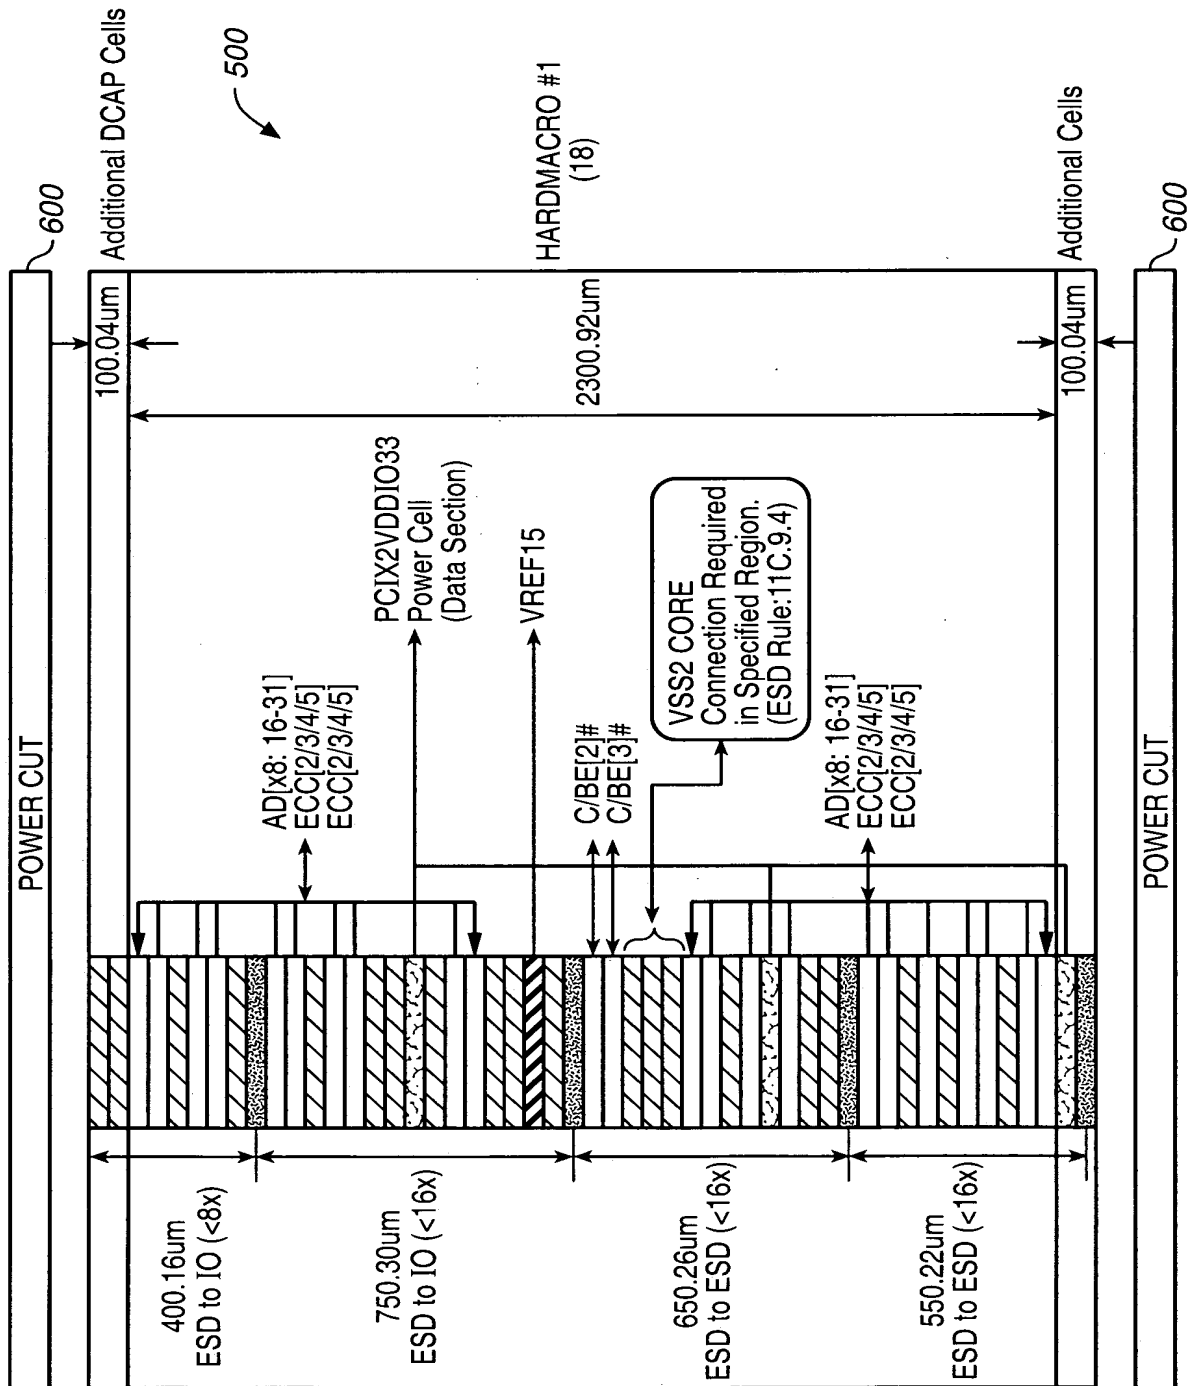 POWER CUT
600
Additional DCAP Cells
500
100.04um
HARDMACRO #1
(18)
2300.92um
PCIX2VDDIO33
Power Cell
(Data Section)
VREF15
AD[x8: 16-31]
ECC[2/3/4/5]
ECC[2/3/4/5]
C/BE[2]#
C/BE[3]#
VSS2 CORE
Connection Required
in Specified Region.
(ESD Rule:11C.9.4)
AD[x8: 16-31]
ECC[2/3/4/5]
ECC[2/3/4/5]
400.16um
ESD to IO (<8x)
750.30um
ESD to IO (<16x)
650.26um
ESD to ESD (<16x)
550.22um
ESD to ESD (<16x)
100.04um
Additional Cells
POWER CUT
600